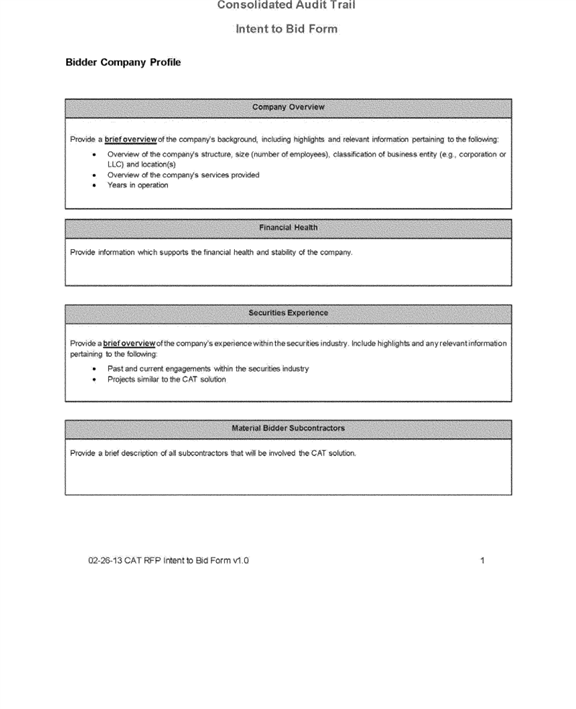 Consolidated Audit Trail
Intent to Bid Form
Bidder Company Profile
Company Overview
Provide a brief overview of the company's background, including highlights and relevant information pertaining to the following:
• Overview of the company's structure, size (number of employees), classification of business entity (e.g., corporation or
LLC) and location(s)
• Overview of the company's services provided
• Years in operation
Financial Health
Provide information which supports the financial health and stability of the company.
Securities Experience
Provide a brief overview of the company's experience within the securities industry. Include highlights and any relevant information
pertaining to the following:
• Past and current engagements within the securities industry
• Projects similar to the CAT solution
Material Bidder Subcontractors
Provide a brief description of all subcontractors that will be involved the CAT solution.
02-26-13 CAT RFP Intent to Bid Form v1.0 1